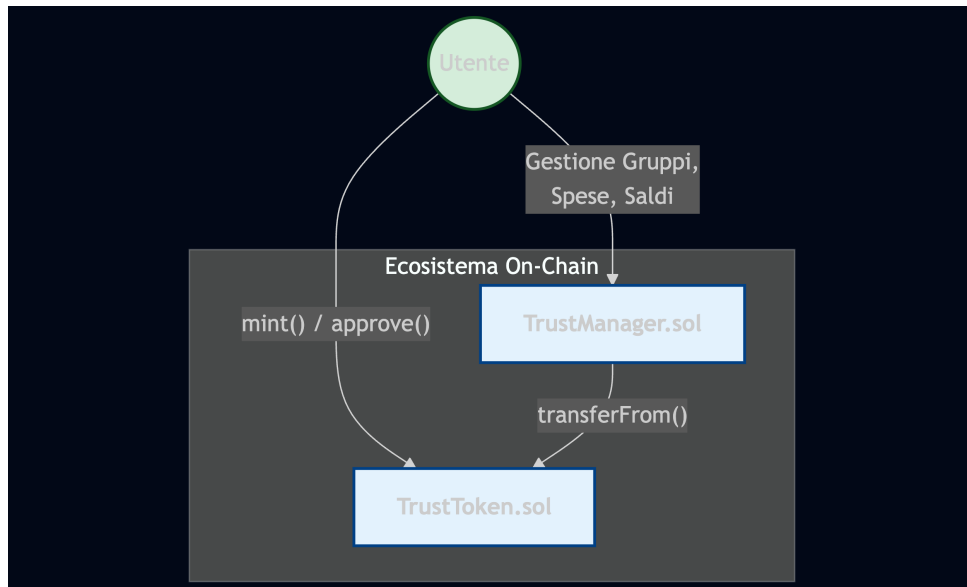 Utente
Gestione Gruppi,
Spese, Saldi
Ecosistema On-Chain
mint() / approve()
TrustManager.sol
transferFrom()
TrustToken.sol